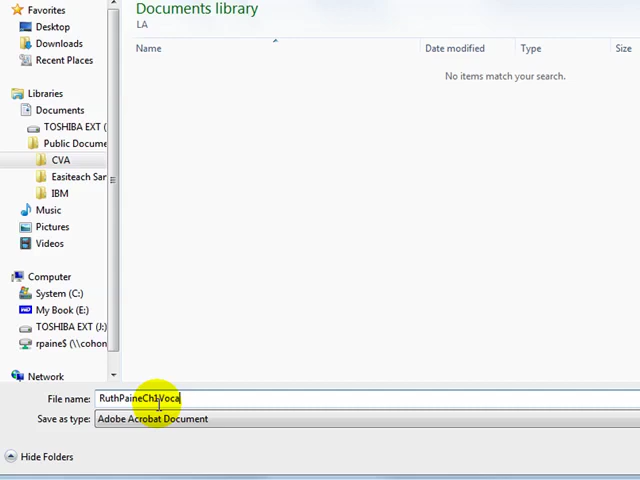 Favorites
Desktop
Downloads
Recent Places
Libraries
Documents
TOSHIBA EXT (
Public Docume
CVA
Easiteach San
IBM
Music
Pictures
Videos
Computer
System (C:)
My Book (E:)
TOSHIBA EXT (J:)
rpaine$ (\\cohon
Network
Documents library
LA
Name Date modified Type Size
No items match your search.
File name: RuthPaineCh1Voca
Save as type: Adobe Acrobat Document
Hide Folders